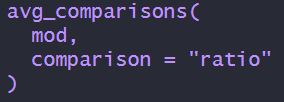 avg_comparisons(
  mod,
  comparison = "ratio"
)